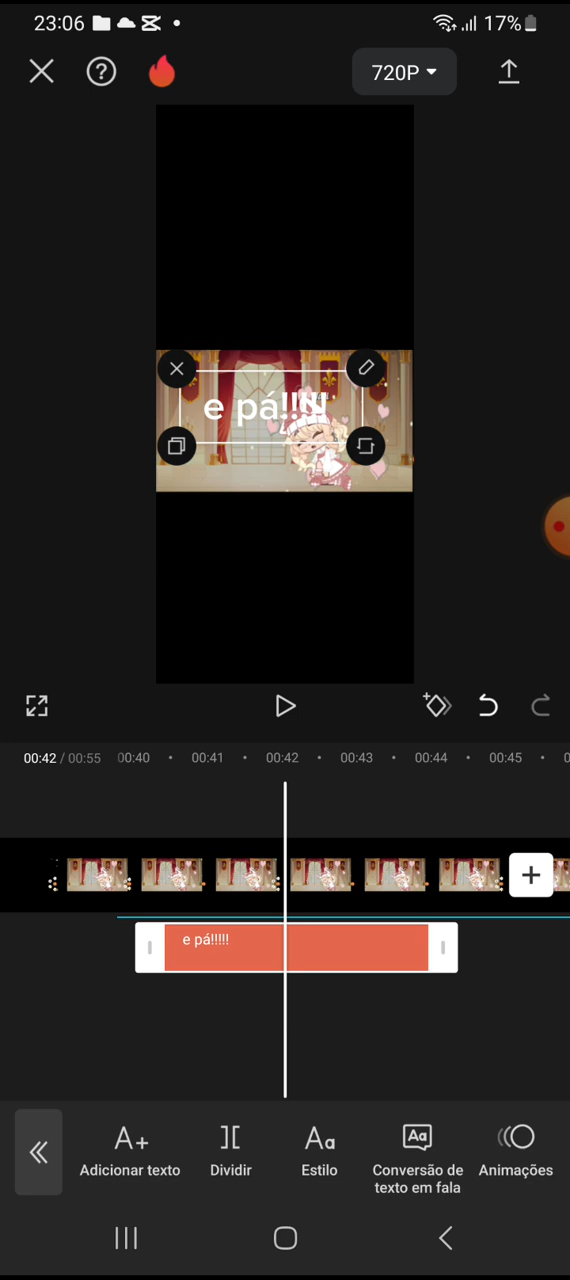 23:06
17%
720P
e pá!!!!!
00:42 / 00:55
00:40
00:41
00:42
00:43
00:44
00:45
e pá!!!!!
Adicionar texto
Dividir
Estilo
Conversão de
texto em fala
Animações